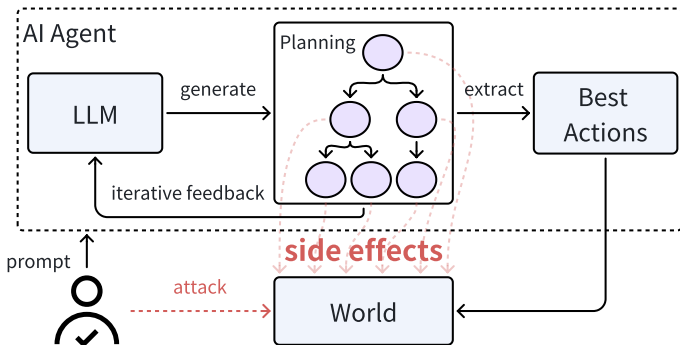 AI Agent
Planning
LLM
generate
extract
Best
Actions
iterative feedback
side effects
prompt
attack
World